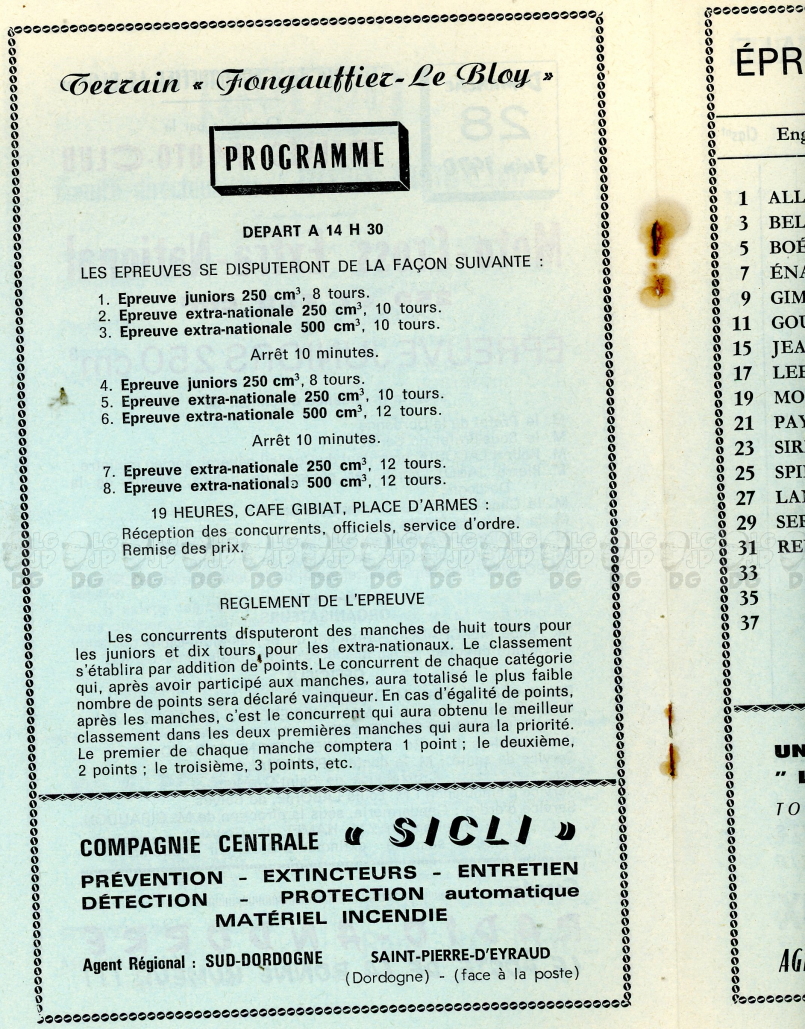 Terrain « Fongauffier-Le Bloy »
PROGRAMME
DEPART A 14 H 30
LES EPREUVES SE DISPUTERONT DE LA FAÇON SUIVANTE :
1. Epreuve juniors 250 cm³, 8 tours.
2. Epreuve extra-nationale 250 cm³, 10 tours.
3. Epreuve extra-nationale 500 cm³, 10 tours.
Arrêt 10 minutes.
4. Epreuve juniors 250 cm³, 8 tours.
5. Epreuve extra-nationale 250 cm³, 10 tours.
6. Epreuve extra-nationale 500 cm³, 12 tours.
Arrêt 10 minutes.
7. Epreuve extra-nationale 250 cm³, 12 tours.
8. Epreuve extra-nationale 500 cm³, 12 tours.
19 HEURES, CAFE GIBIAT, PLACE D'ARMES :
Réception des concurrents, officiels, service d'ordre.
Remise des prix.
REGLEMENT DE L'EPREUVE
Les concurrents disputeront des manches de huit tours pour
les juniors et dix tours pour les extra-nationaux. Le classement
s'établira par addition de points. Le concurrent de chaque catégorie
qui, après avoir participé aux manches, aura totalisé le plus faible
nombre de points sera déclaré vainqueur. En cas d'égalité de points,
après les manches, c'est le concurrent qui aura obtenu le meilleur
classement dans les deux premières manches qui aura la priorité.
Le premier de chaque manche comptera 1 point ; le deuxième,
2 points ; le troisième, 3 points, etc.
COMPAGNIE CENTRALE « SICLI »
PRÉVENTION - EXTINCTEURS - ENTRETIEN
DÉTECTION - PROTECTION automatique
MATÉRIEL INCENDIE
Agent Régional : SUD-DORDOGNE
SAINT-PIERRE-D'EYRAUD
(Dordogne) - (face à la poste)
ÉPR
Eng
1 ALL
3 BEL
5 BOÉ
7 ÉNA
9 GIM
11 GOU
15 JEA
17 LEE
19 MO
21 PAY
23 SIR
25 SPI
27 LA
29 SER
31 RE
33
35
37
UN
" L
TO
AG